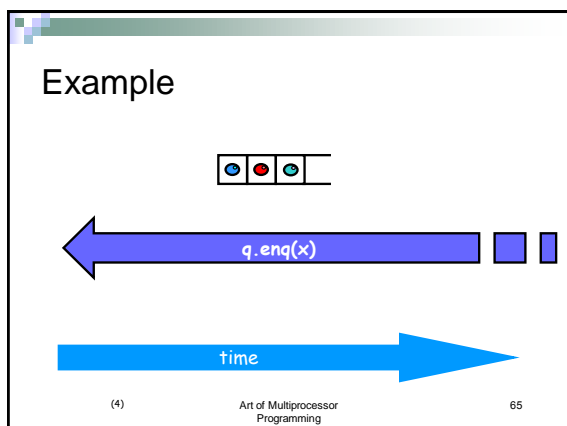 Example
q.enq(x)
time
(4)
Art of Multiprocessor
Programming
65